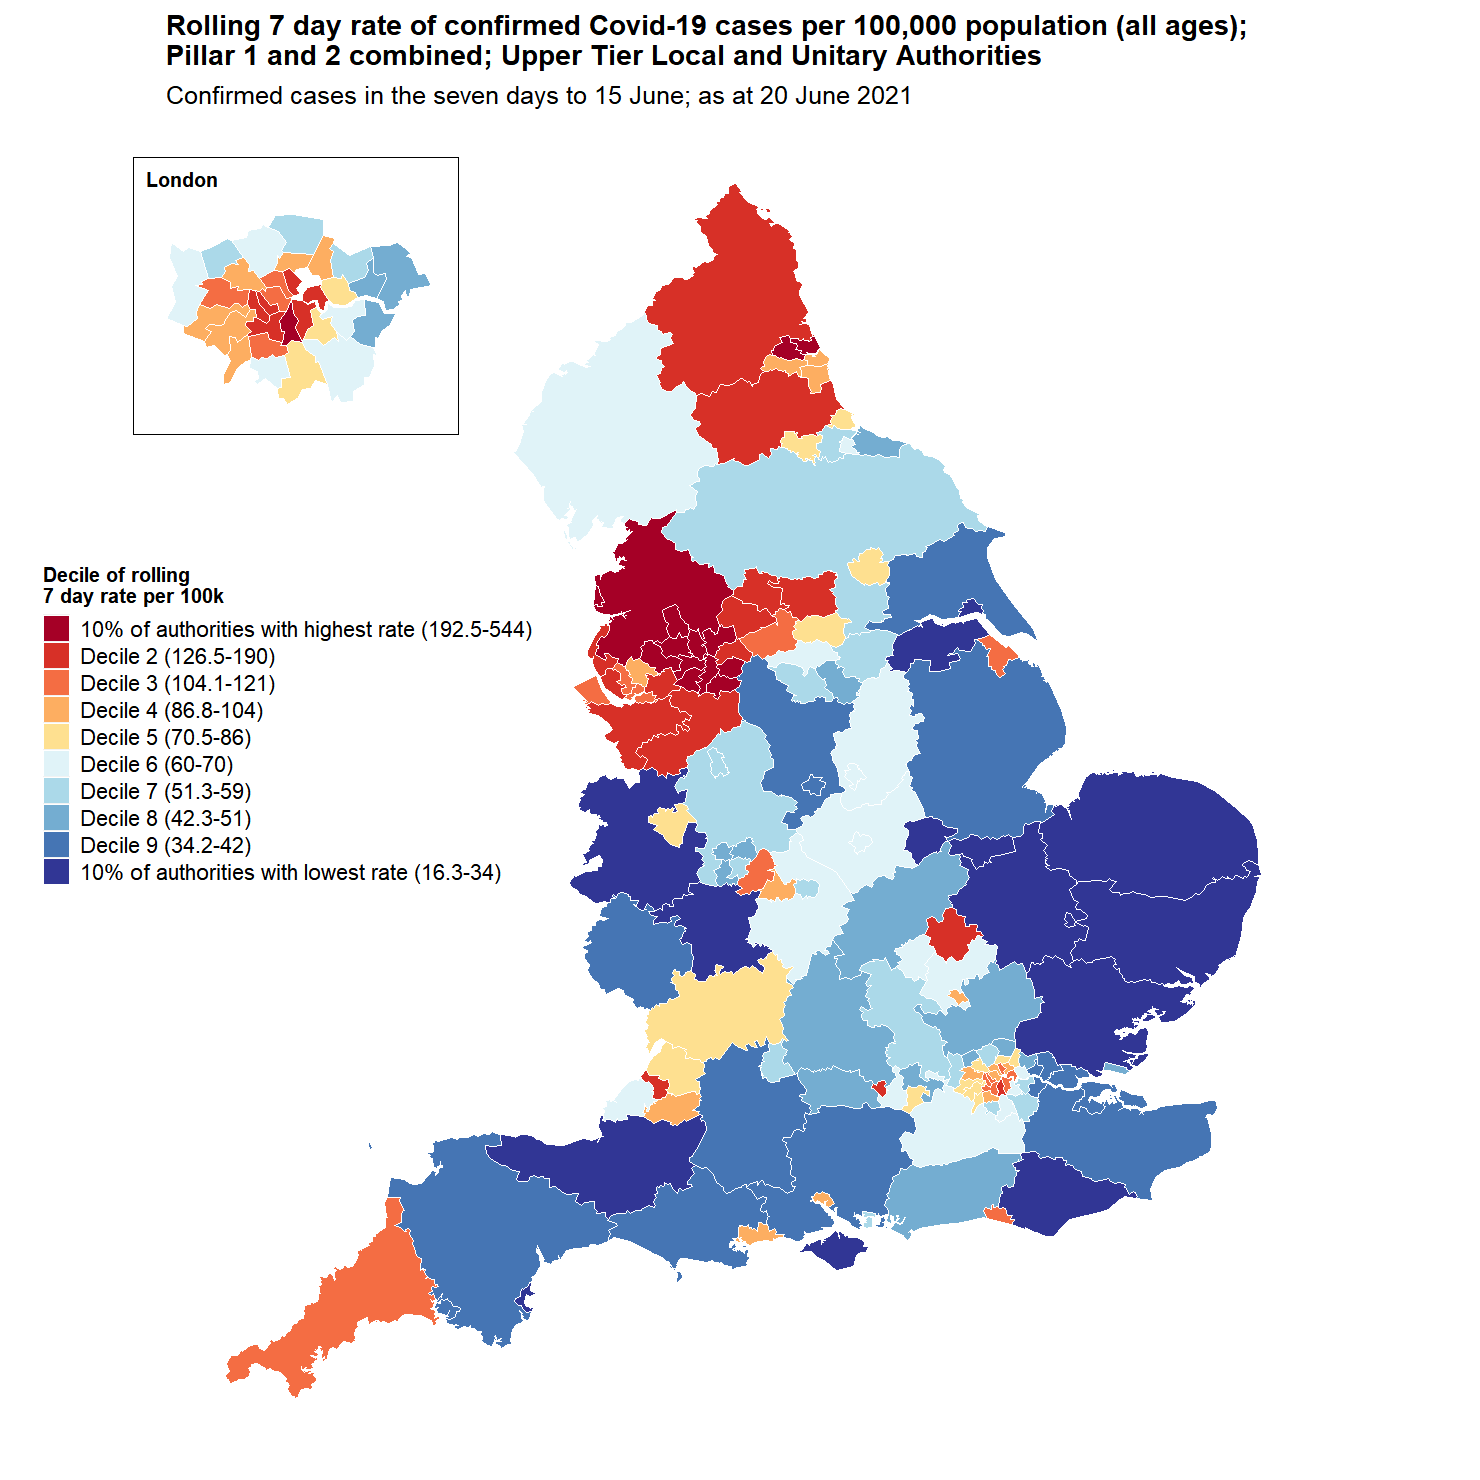 Rolling 7 day rate of confirmed Covid-19 cases per 100,000 population (all ages);
Pillar 1 and 2 combined; Upper Tier Local and Unitary Authorities
Confirmed cases in the seven days to 15 June; as at 20 June 2021
London
Decile of rolling
7 day rate per 100k
10% of authorities with highest rate (192.5-544)
Decile 2 (126.5-190)
Decile 3 (104.1-121)
Decile 4 (86.8-104)
Decile 5 (70.5-86)
Decile 6 (60-70)
Decile 7 (51.3-59)
Decile 8 (42.3-51)
Decile 9 (34.2-42)
10% of authorities with lowest rate (16.3-34)